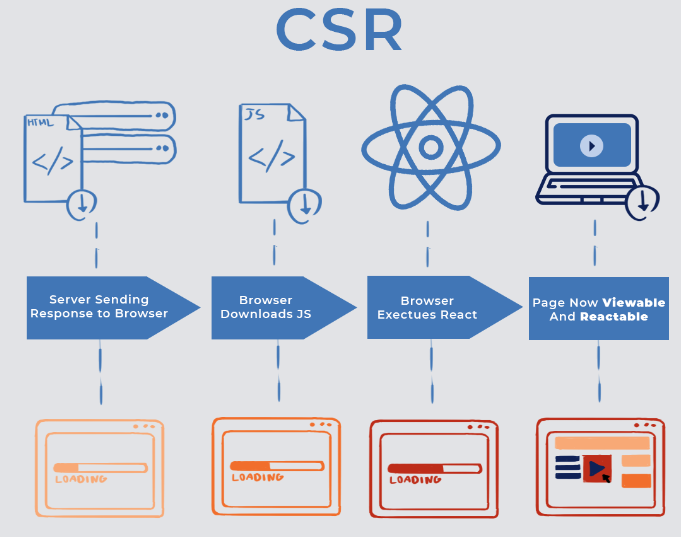 CSR
HTML
</>
JS
</>
Server Sending
Response to Browser
Browser
Downloads JS
Browser
Exectues React
Page Now Viewable
And Reactable
LOADING
LOADING
LOADING